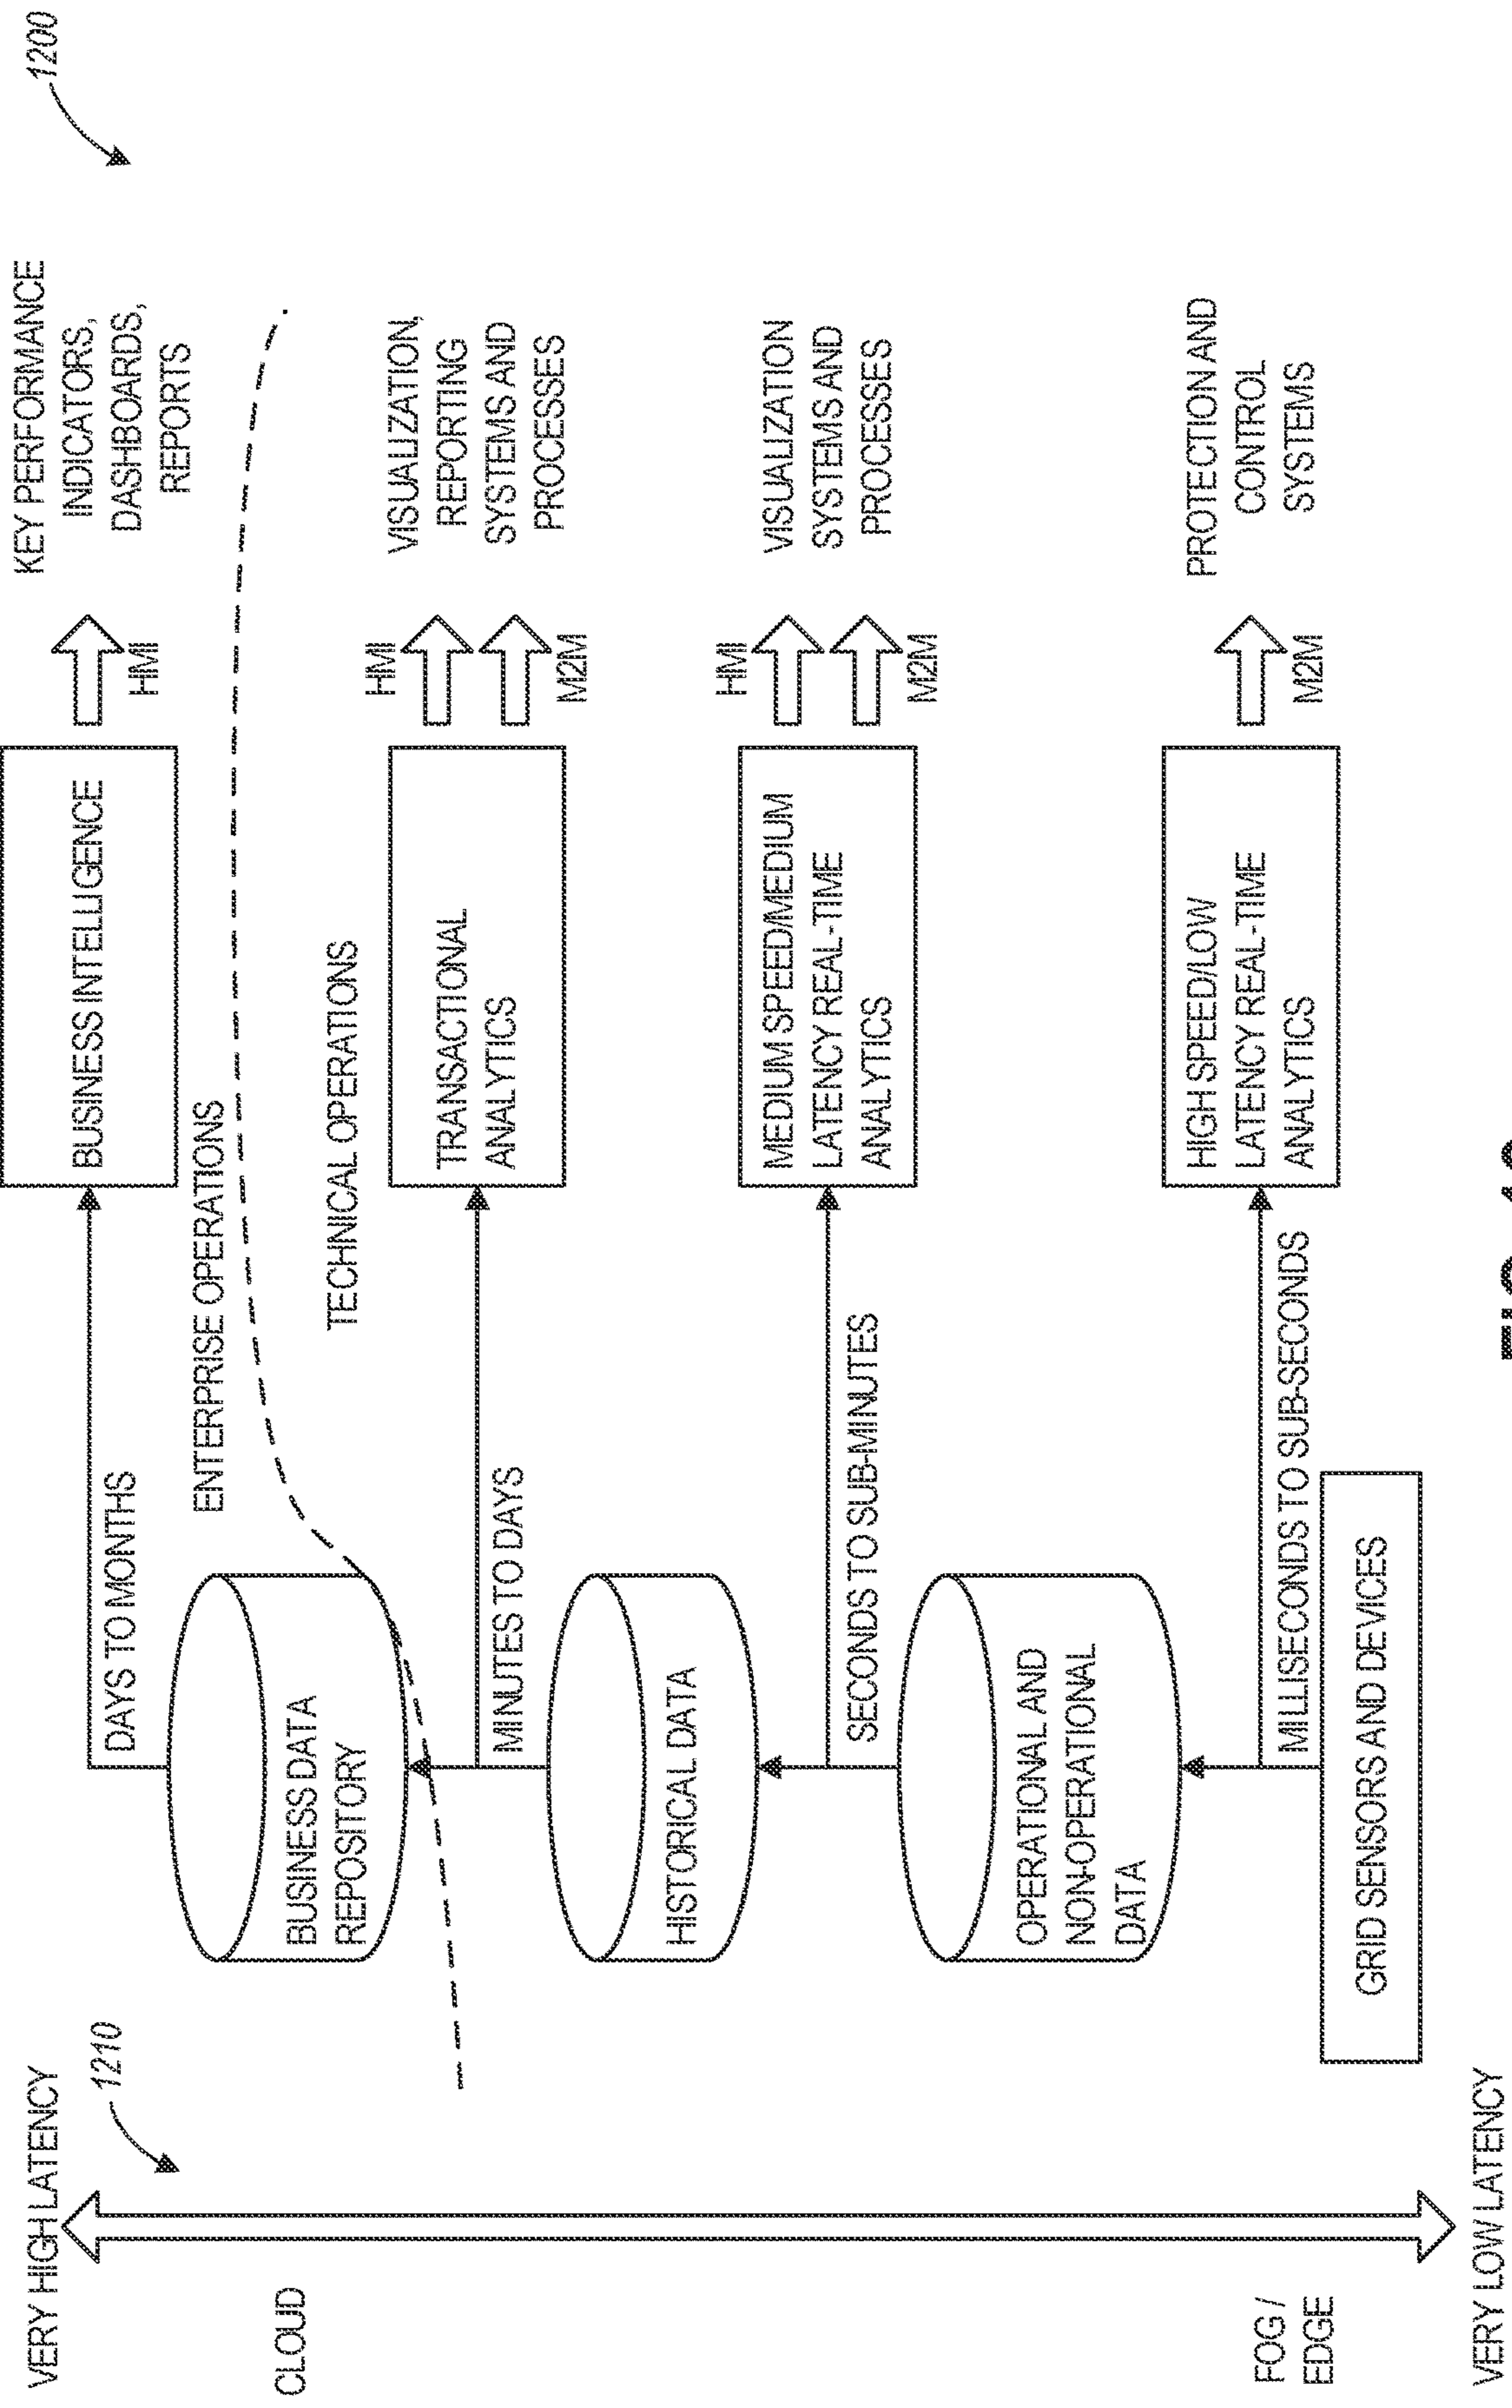 1200
VERY HIGH LATENCY
1210
CLOUD
FOG /
EDGE
VERY LOW LATENCY
DAYS TO MONTHS
BUSINESS INTELLIGENCE
HMI
KEY PERFORMANCE
INDICATORS,
DASHBOARDS,
REPORTS
BUSINESS DATA
REPOSITORY
ENTERPRISE OPERATIONS
TECHNICAL OPERATIONS
MINUTES TO DAYS
TRANSACTIONAL
ANALYTICS
HMI
M2M
VISUALIZATION,
REPORTING
SYSTEMS AND
PROCESSES
HISTORICAL DATA
SECONDS TO SUB-MINUTES
MEDIUM SPEED/MEDIUM
LATENCY REAL-TIME
ANALYTICS
HMI
M2M
VISUALIZATION
SYSTEMS AND
PROCESSES
OPERATIONAL AND
NON-OPERATIONAL
DATA
MILLISECONDS TO SUB-SECONDS
HIGH SPEED/LOW
LATENCY REAL-TIME
ANALYTICS
M2M
PROTECTION AND
CONTROL
SYSTEMS
GRID SENSORS AND DEVICES